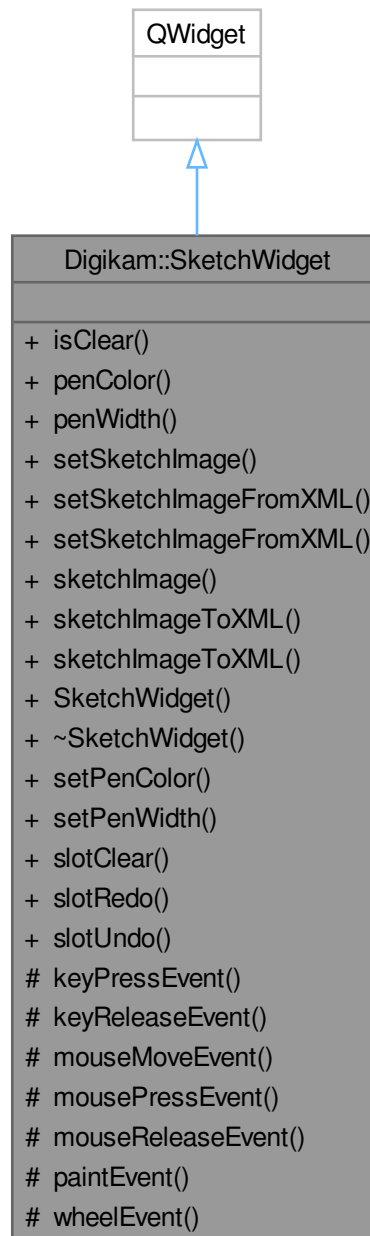 QWidget
Digikam::SketchWidget
+ isClear()
+ penColor()
+ penWidth()
+ setSketchImage()
+ setSketchImageFromXML()
+ setSketchImageFromXML()
+ sketchImage()
+ sketchImageToXML()
+ sketchImageToXML()
+ SketchWidget()
+ ~SketchWidget()
+ setPenColor()
+ setPenWidth()
+ slotClear()
+ slotRedo()
+ slotUndo()
# keyPressEvent()
# keyReleaseEvent()
# mouseMoveEvent()
# mousePressEvent()
# mouseReleaseEvent()
# paintEvent()
# wheelEvent()